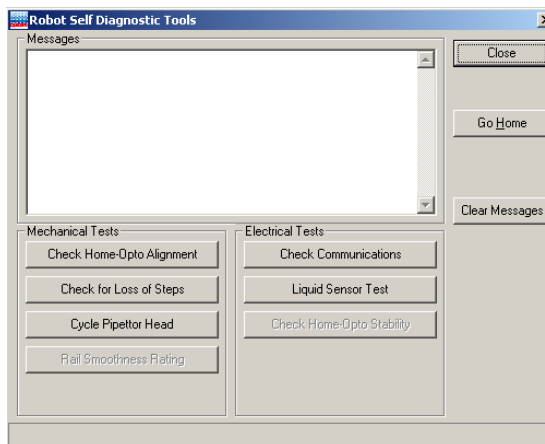 Robot Self Diagnostic Tools
Messages
Close
Go Home
Clear Messages
Mechanical Tests
Check Home-Opto Alignment
Check for Loss of Steps
Cycle Pipettor Head
Rail Smoothness Rating
Electrical Tests
Check Communications
Liquid Sensor Test
Check Home-Opto Stability